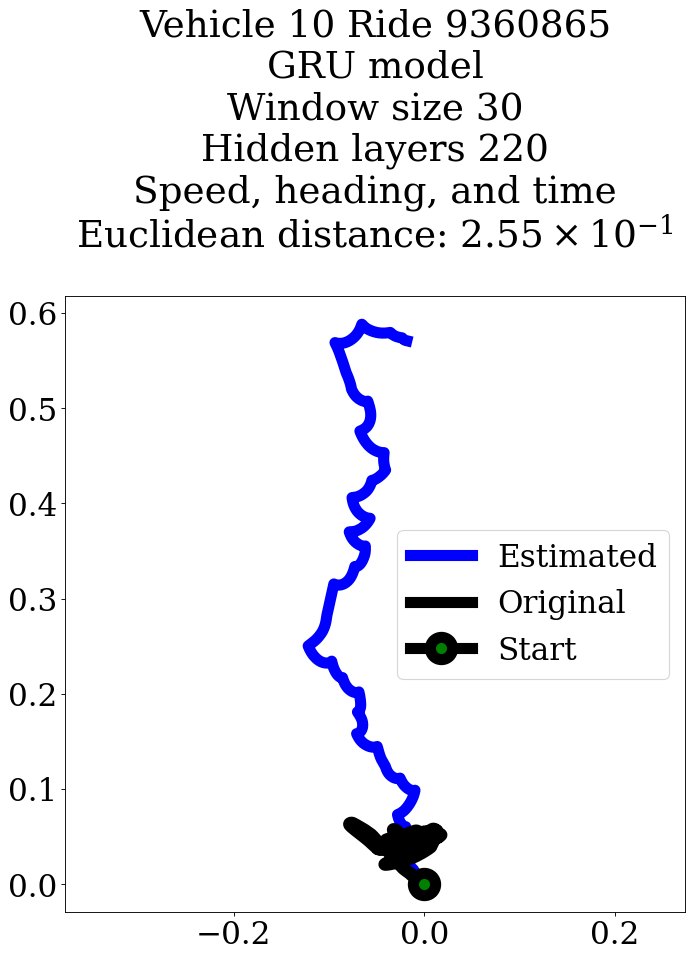 Vehicle 10 Ride 9360865
GRU model
Window size 30
Hidden layers 220
Speed, heading, and time
Euclidean distance: 2.55 × 10⁻¹
0.6
0.5
0.4
0.3
0.2
0.1
0.0
Estimated
Original
Start
−0.2 0.0 0.2